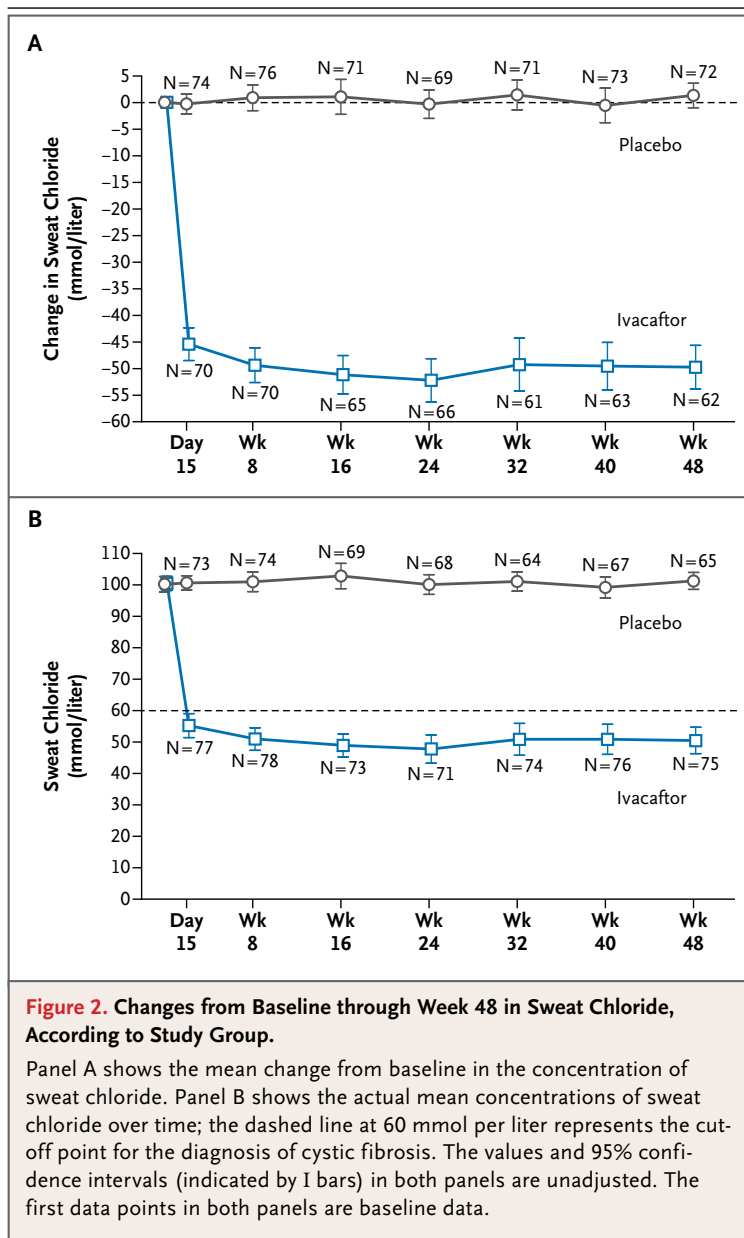 A
Change in Sweat Chloride
(mmol/liter)
5
0
–5
–10
–15
–20
–25
–30
–35
–40
–45
–50
–55
–60
N=74
N=76
N=71
N=69
N=71
N=73
N=72
Placebo
Ivacaftor
N=70
N=70
N=65
N=66
N=61
N=63
N=62
Day
15
Wk
8
Wk
16
Wk
24
Wk
32
Wk
40
Wk
48
B
Sweat Chloride
(mmol/liter)
110
100
90
80
70
60
50
40
30
20
10
0
N=73
N=74
N=69
N=68
N=64
N=67
N=65
Placebo
N=77
N=78
N=73
N=71
N=74
N=76
N=75
Ivacaftor
Day
15
Wk
8
Wk
16
Wk
24
Wk
32
Wk
40
Wk
48
Figure 2. Changes from Baseline through Week 48 in Sweat Chloride,
According to Study Group.
Panel A shows the mean change from baseline in the concentration of
sweat chloride. Panel B shows the actual mean concentrations of sweat
chloride over time; the dashed line at 60 mmol per liter represents the cut-
off point for the diagnosis of cystic fibrosis. The values and 95% confi-
dence intervals (indicated by I bars) in both panels are unadjusted. The
first data points in both panels are baseline data.